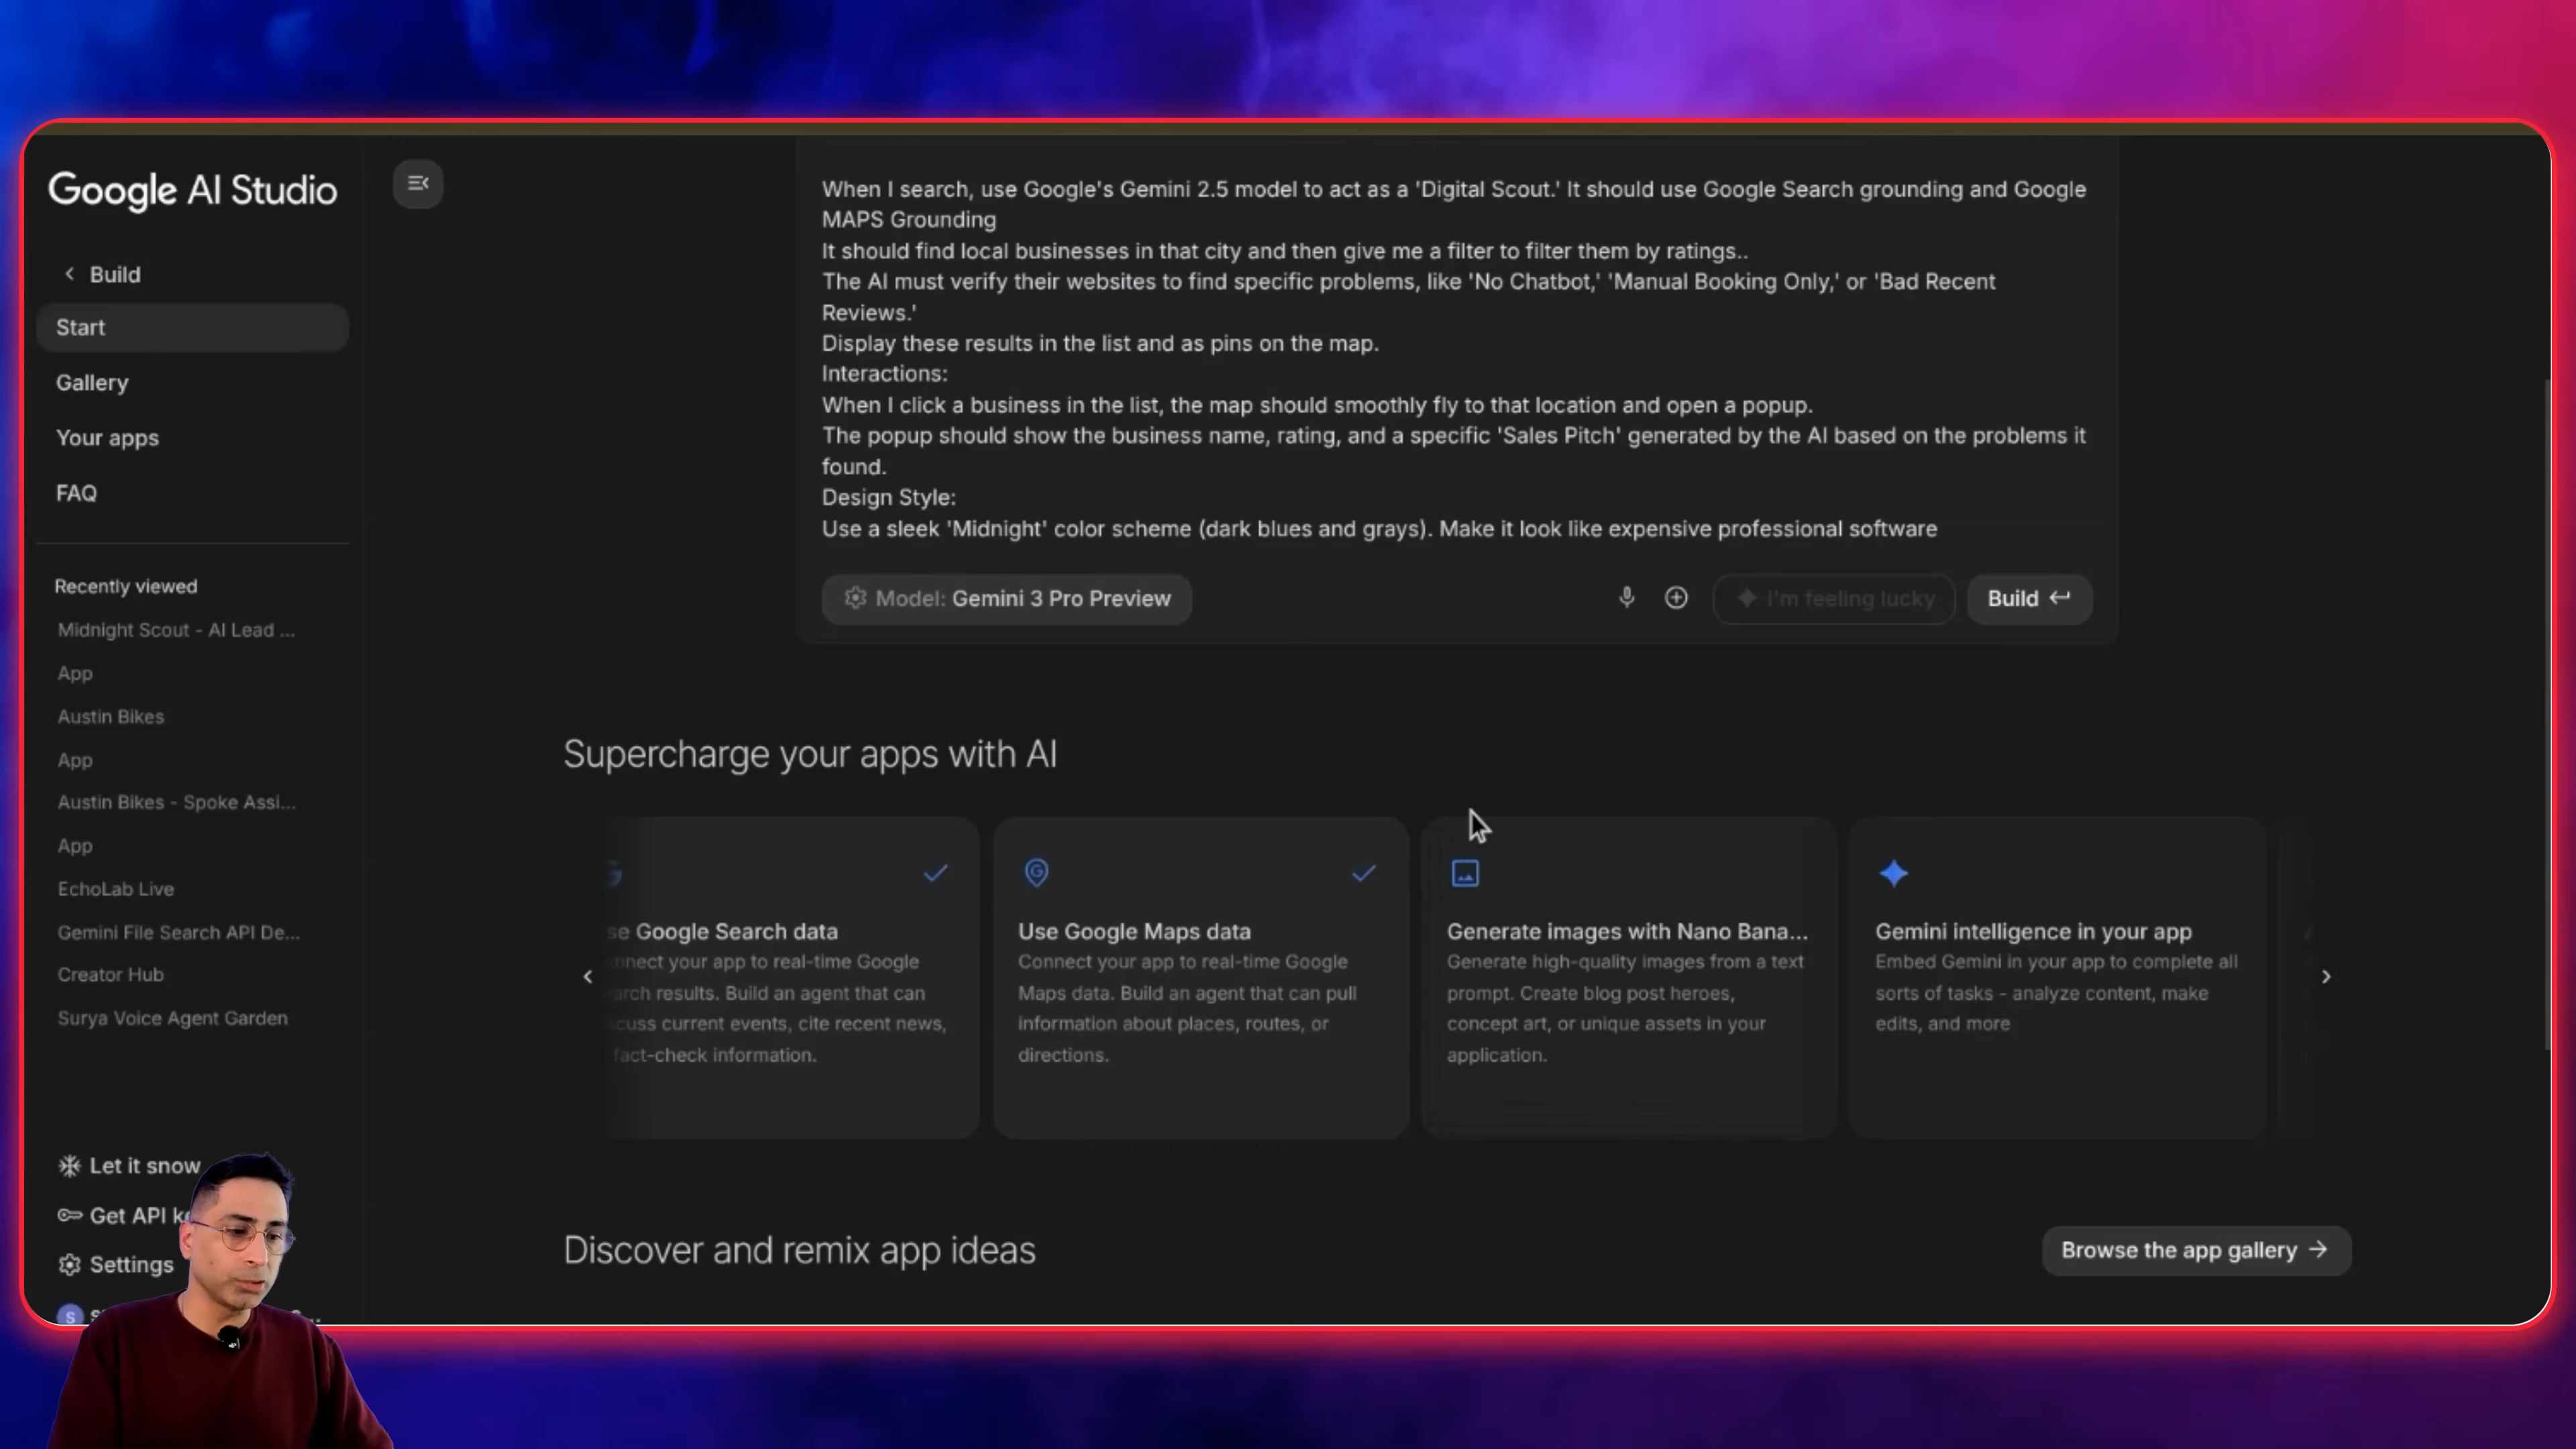 Google AI Studio
Build
Start
Gallery
Your apps
FAQ
Recently viewed
Midnight Scout - AI Lead ...
App
Austin Bikes
App
Austin Bikes - Spoke Assi...
App
EchoLab Live
Gemini File Search API De...
Creator Hub
Surya Voice Agent Garden
Let it snow
Get API
Settings
S
When I search, use Google's Gemini 2.5 model to act as a 'Digital Scout.' It should use Google Search grounding and Google
MAPS Grounding
It should find local businesses in that city and then give me a filter to filter them by ratings..
The AI must verify their websites to find specific problems, like 'No Chatbot,' 'Manual Booking Only,' or 'Bad Recent
Reviews.'
Display these results in the list and as pins on the map.
Interactions:
When I click a business in the list, the map should smoothly fly to that location and open a popup.
The popup should show the business name, rating, and a specific 'Sales Pitch' generated by the AI based on the problems it
found.
Design Style:
Use a sleek 'Midnight' color scheme (dark blues and grays). Make it look like expensive professional software
Model: Gemini 3 Pro Preview
I'm feeling lucky
Build
Supercharge your apps with AI
Google Search data
your app to real-time Google
results. Build an agent that can
current events, cite recent news,
fact-check information.
Use Google Maps data
Connect your app to real-time Google
Maps data. Build an agent that can pull
information about places, routes, or
directions.
Generate images with Nano Bana...
Generate high-quality images from a text
prompt. Create blog post heroes,
concept art, or unique assets in your
application.
Gemini intelligence in your app
Embed Gemini in your app to complete all
sorts of tasks - analyze content, make
edits, and more
Discover and remix app ideas
Browse the app gallery